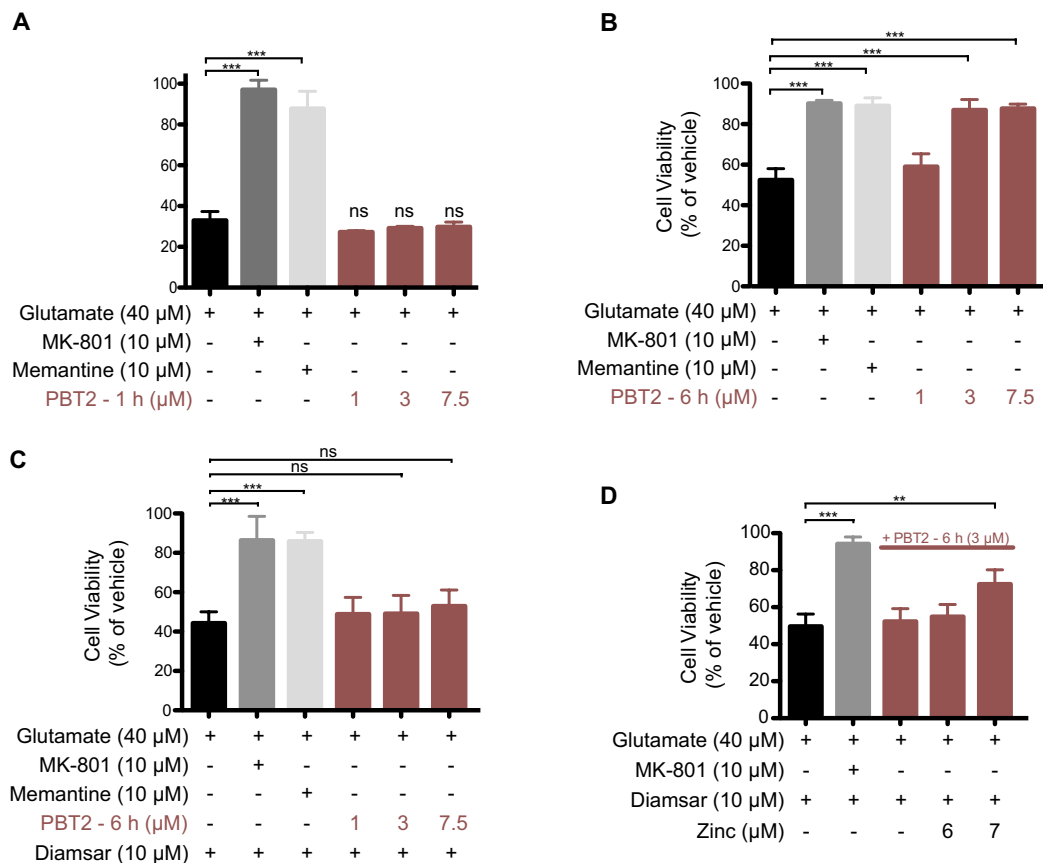 A
***
***
100
80
60
40
20
0
ns ns ns
Glutamate (40 µM) + + + + + +
MK-801 (10 µM) - + - - - -
Memantine (10 µM) - - + - - -
PBT2 - 1 h (µM) - - - 1 3 7.5
B
***
***
***
***
Cell Viability
(% of vehicle)
100
80
60
40
20
0
Glutamate (40 µM) + + + + + +
MK-801 (10 µM) - + - - - -
Memantine (10 µM) - - + - - -
PBT2 - 6 h (µM) - - - 1 3 7.5
C
ns
ns
***
***
Cell Viability
(% of vehicle)
100
80
60
40
20
0
Glutamate (40 µM) + + + + + +
MK-801 (10 µM) - + - - - -
Memantine (10 µM) - - + - - -
PBT2 - 6 h (µM) - - - 1 3 7.5
Diamsar (10 µM) + + + + + +
D
**
***
+ PBT2 - 6 h (3 µM)
Cell Viability
(% of vehicle)
100
80
60
40
20
0
Glutamate (40 µM) + + + + +
MK-801 (10 µM) - + - - -
Diamsar (10 µM) + + + + +
Zinc (µM) - - - 6 7